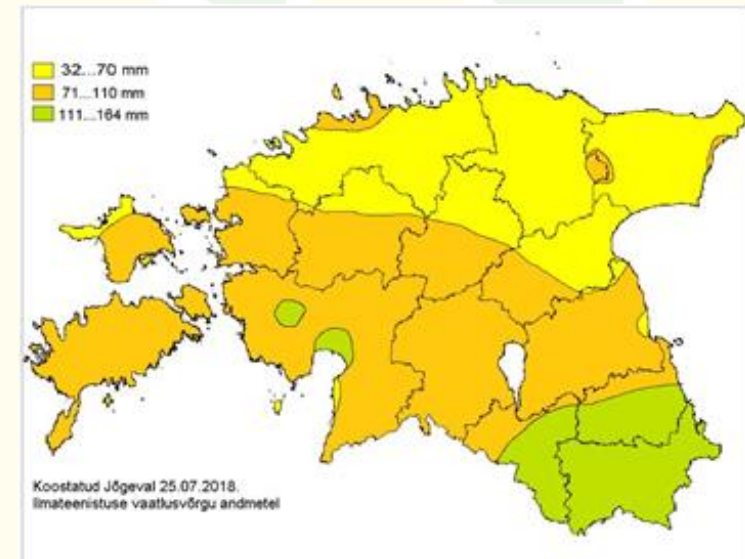 32...70 mm
71...110 mm
111...164 mm
Koostatud Jõgeval 25.07.2018.
Ilmateenistuse vaatlusvõrgu andmetel